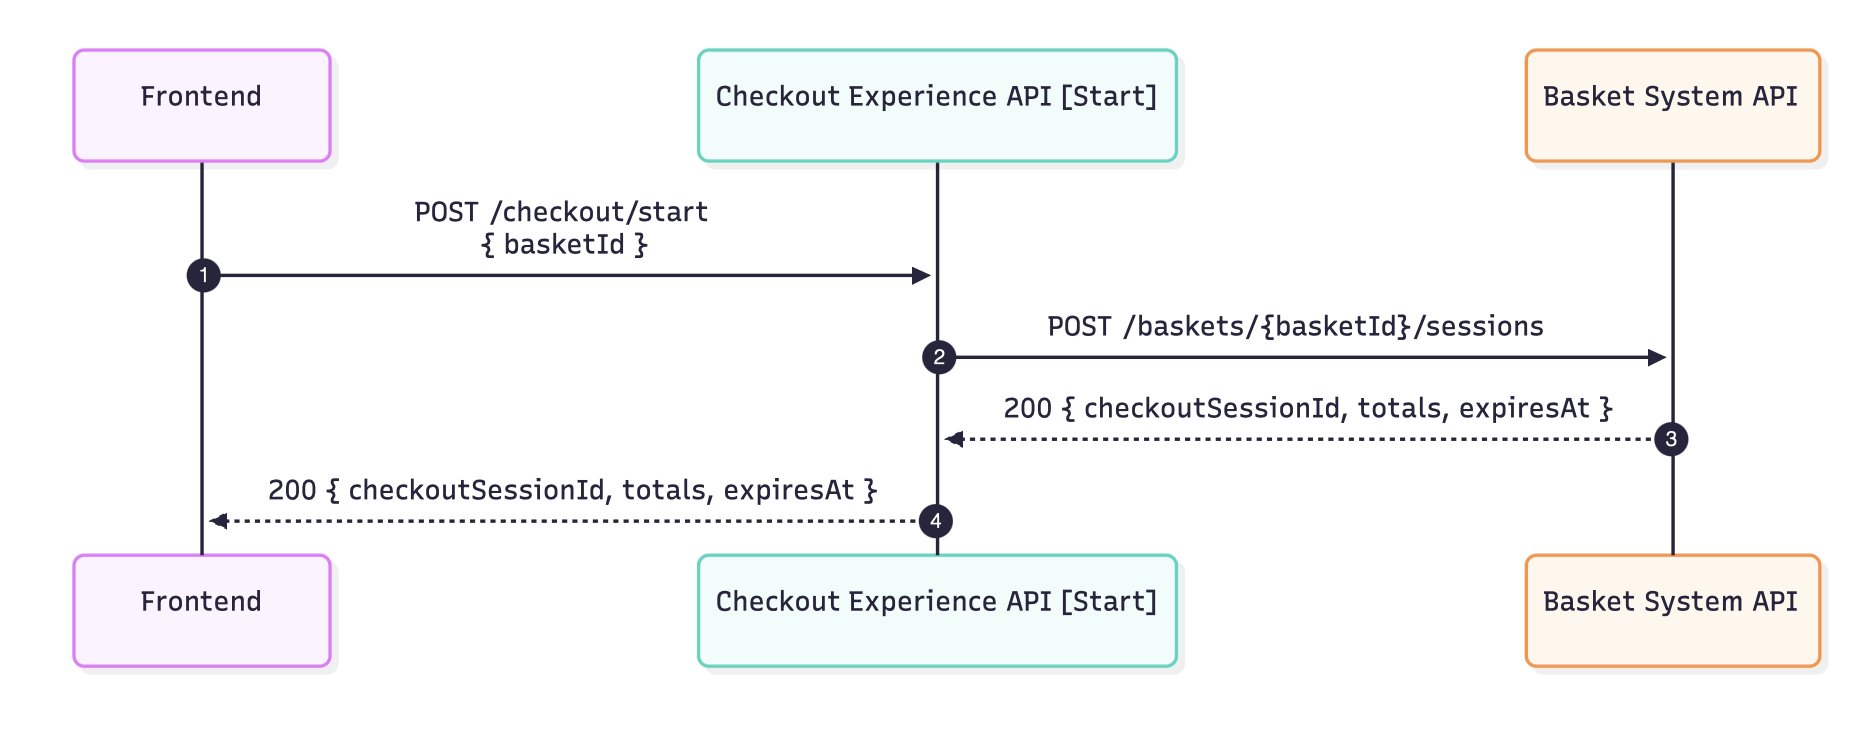 Frontend
Checkout Experience API [Start]
Basket System API
POST /checkout/start
{ basketId }
1
POST /baskets/{basketId}/sessions
2
200 { checkoutSessionId, totals, expiresAt }
3
200 { checkoutSessionId, totals, expiresAt }
4
Frontend
Checkout Experience API [Start]
Basket System API